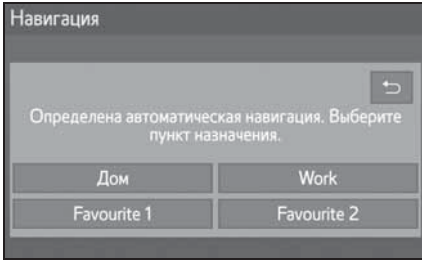 Навигация
Определена автоматическая навигация. Выберите
пункт назначения.
Дом
Work
Favourite 1
Favourite 2